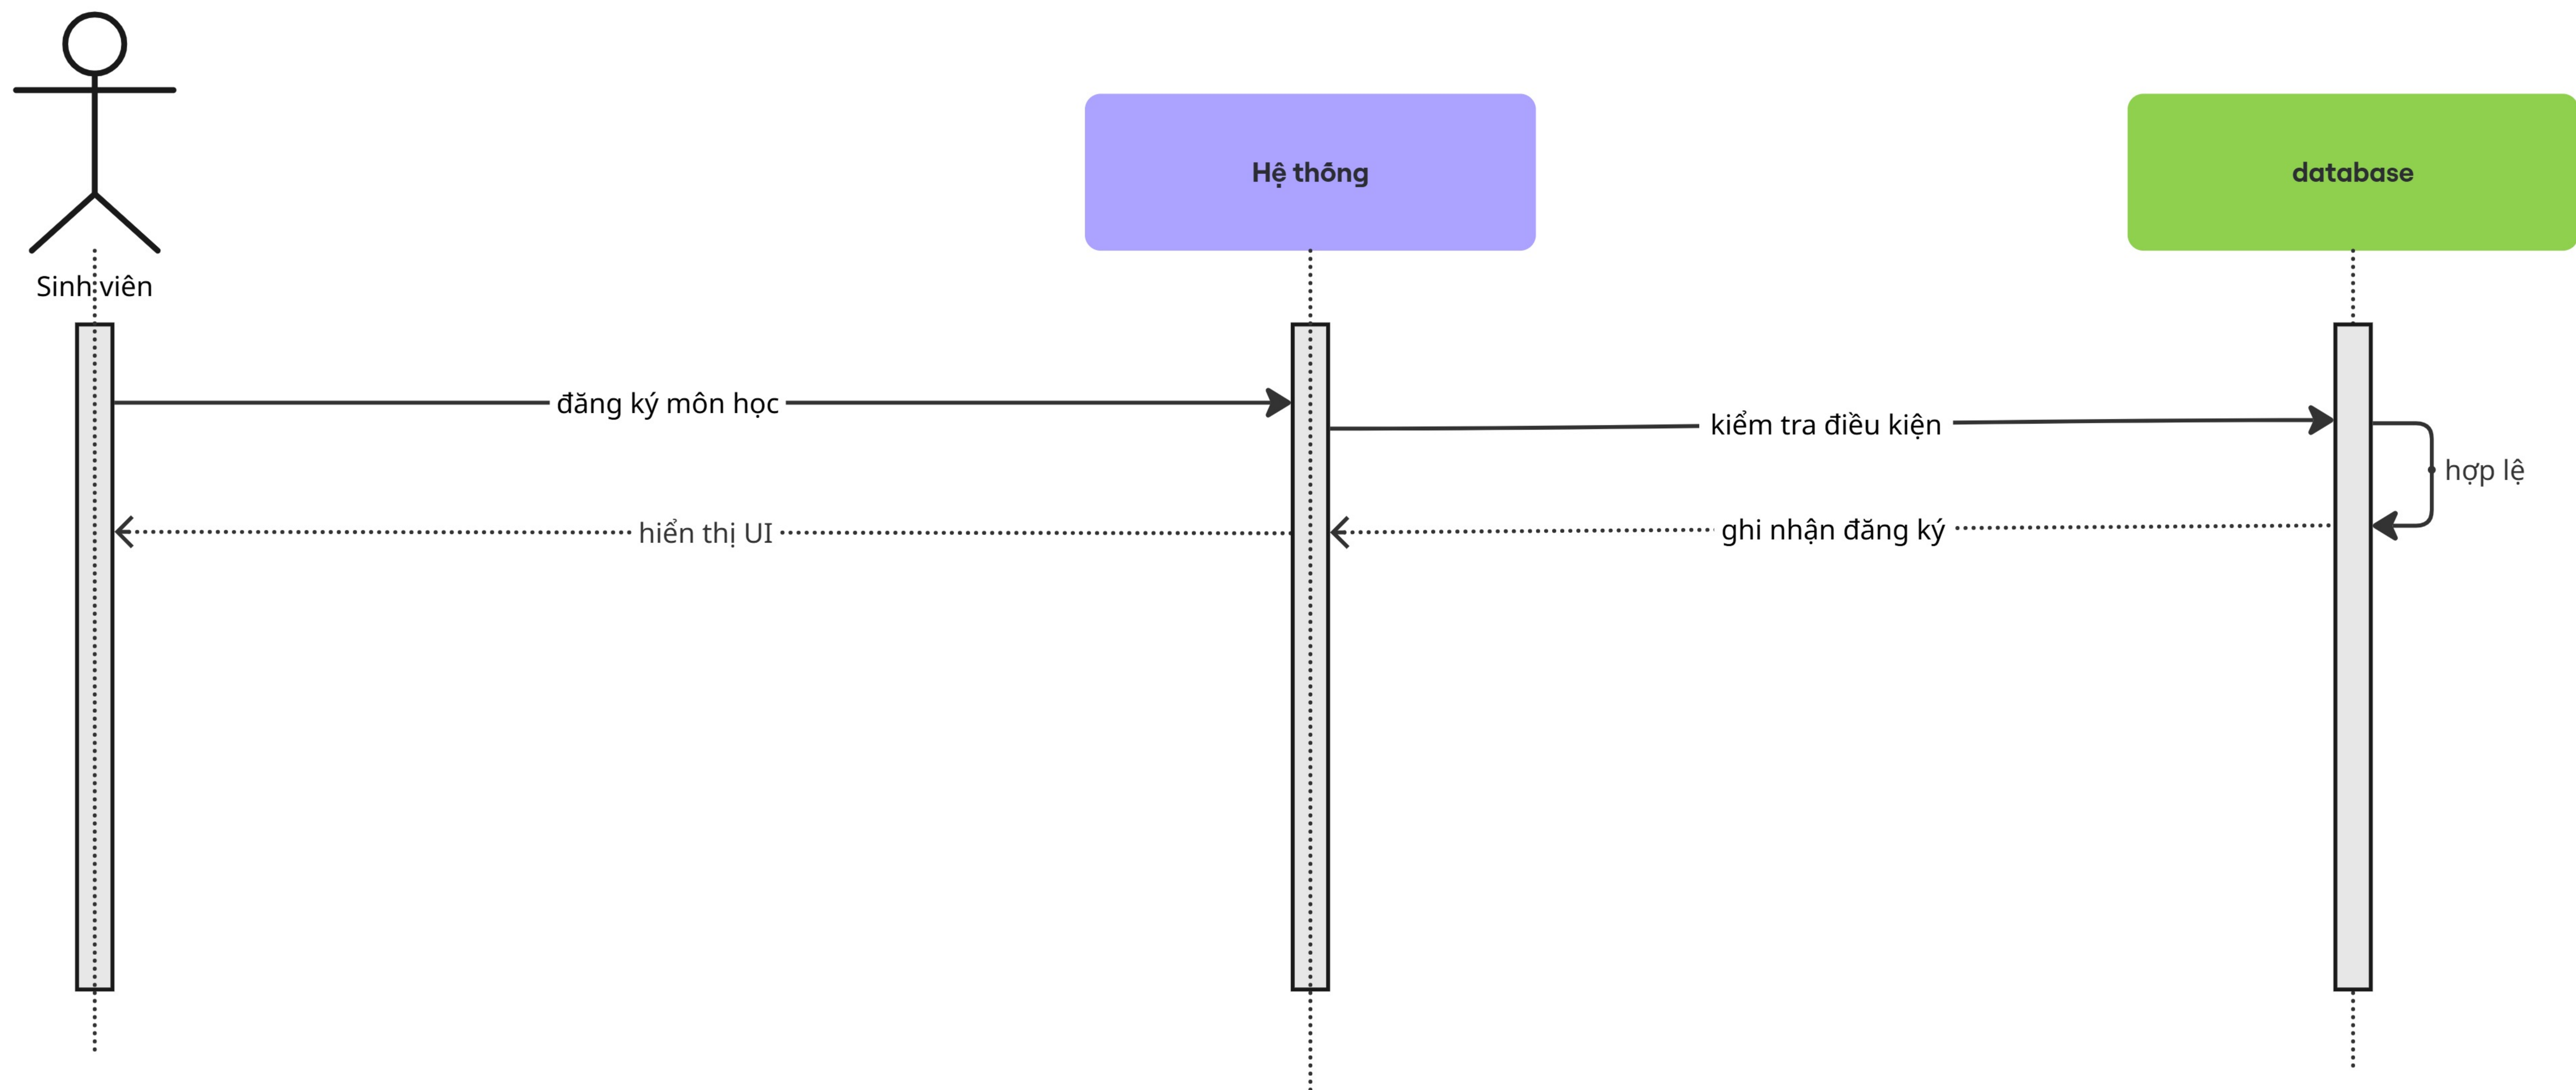 Hệ thống
database
Sinh viên
đăng ký môn học
kiểm tra điều kiện
hợp lệ
ghi nhận đăng ký
hiển thị UI